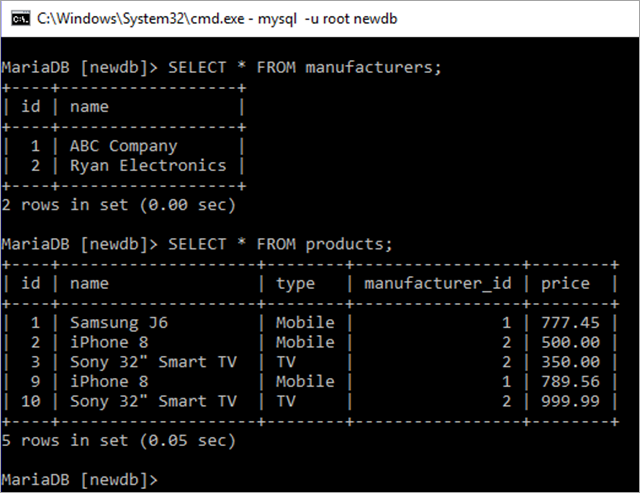 C:\Windows\System32\cmd.exe - mysql  -u root newdb
MariaDB [newdb]> SELECT * FROM manufacturers;
+----+------------------+
| id | name             |
+----+------------------+
|  1 | ABC Company      |
|  2 | Ryan Electronics |
+----+------------------+
2 rows in set (0.00 sec)
MariaDB [newdb]> SELECT * FROM products;
+----+-------------------+--------+-----------------+--------+
| id | name              | type   | manufacturer_id | price  |
+----+-------------------+--------+-----------------+--------+
|  1 | Samsung J6        | Mobile |               1 | 777.45 |
|  2 | iPhone 8          | Mobile |               2 | 500.00 |
|  3 | Sony 32" Smart TV | TV     |               2 | 350.00 |
|  9 | iPhone 8          | Mobile |               1 | 789.56 |
| 10 | Sony 32" Smart TV | TV     |               2 | 999.99 |
+----+-------------------+--------+-----------------+--------+
5 rows in set (0.05 sec)
MariaDB [newdb]>